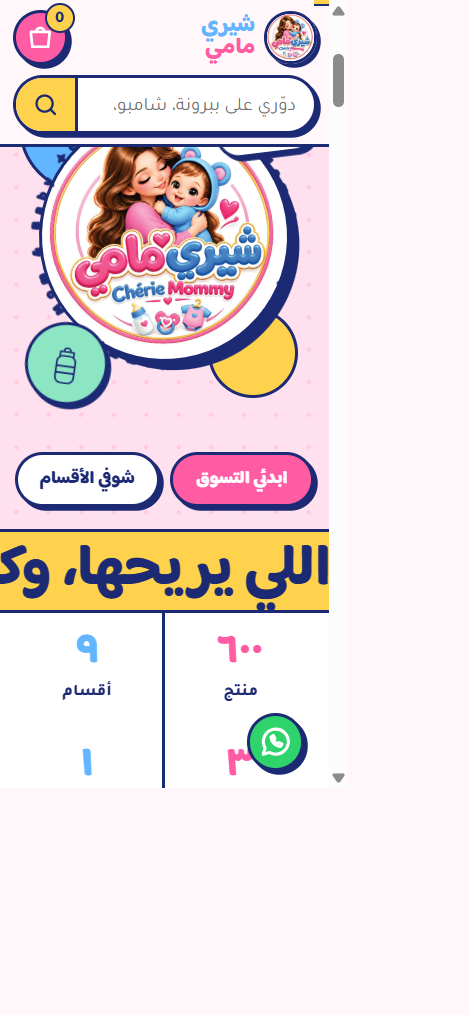 0
شيري
مامي
دوّري على ببرونة، شامبو،
شيري مامي
Chérie Mommy
ابدئي التسوق
شوفي الأقسام
اللي يريحها، وك
٦٠٠
منتج
٩
أقسام
٣
١